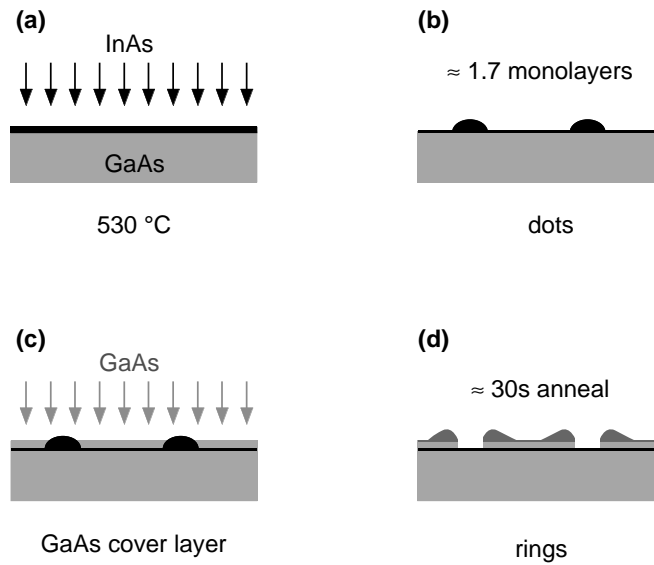 (a)
InAs
GaAs
530 °C
(b)
≈ 1.7 monolayers
dots
(c)
GaAs
GaAs cover layer
(d)
≈ 30s anneal
rings